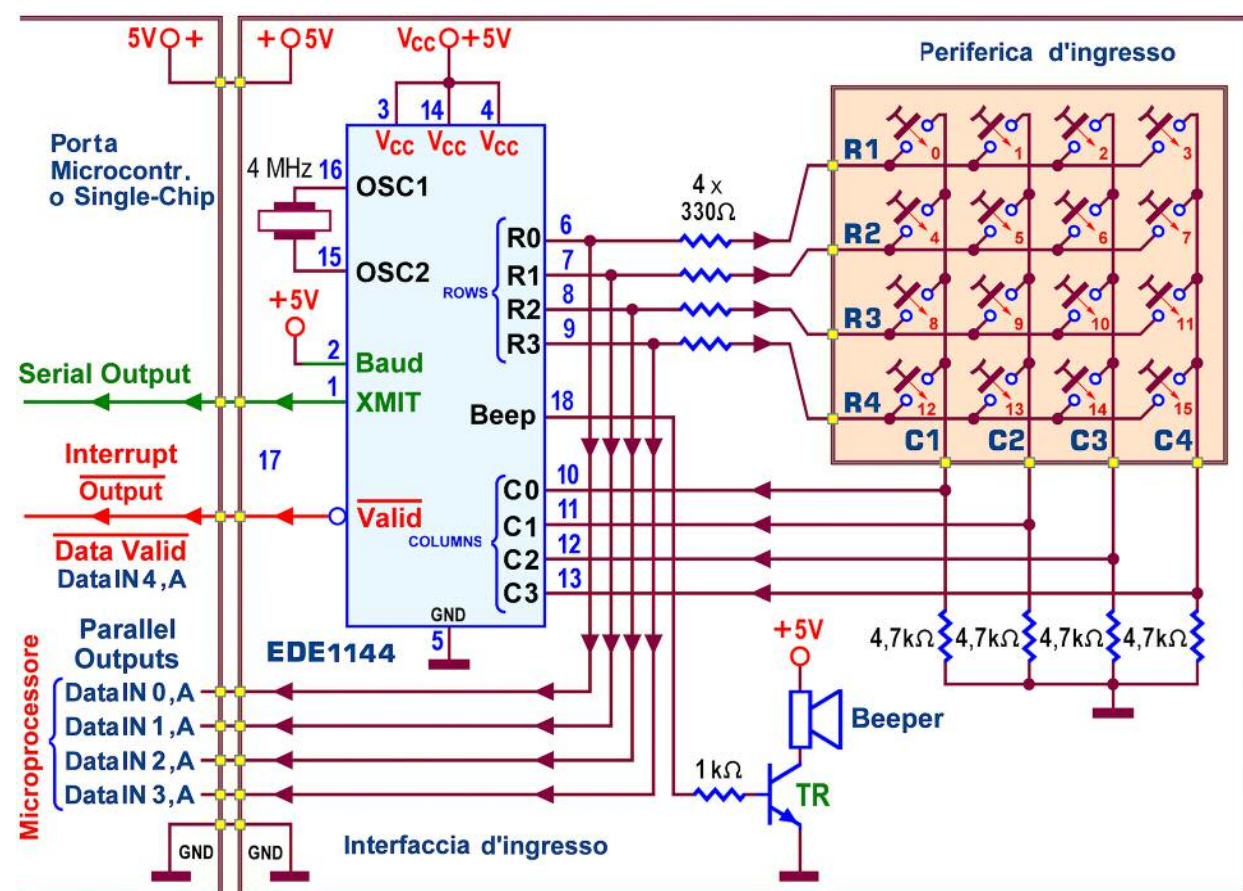 5V +
+ 5V
VCC +5V
Periferica d'ingresso
3 14 4
VCC VCC VCC
Porta
Microcontr.
o Single-Chip
4 MHz
16
OSC1
15
OSC2
+5V
2
Baud
Serial Output
1
XMIT
Interrupt
Output
17
Valid
Data Valid
DataIN4,A
ROWS
R0
6
R1
7
R2
8
R3
9
4 x
330Ω
Beep
18
COLUMNS
C0
10
C1
11
C2
12
C3
13
GND
5
EDE1144
R1
0 1 2 3
R2
4 5 6 7
R3
8 9 10 11
R4
12 13 14 15
C1 C2 C3 C4
4,7kΩ 4,7kΩ 4,7kΩ 4,7kΩ
Microprocessore
Parallel
Outputs
DataIN 0,A
DataIN 1,A
DataIN 2,A
DataIN 3,A
GND
GND
Interfaccia d'ingresso
+5V
Beeper
1kΩ
TR